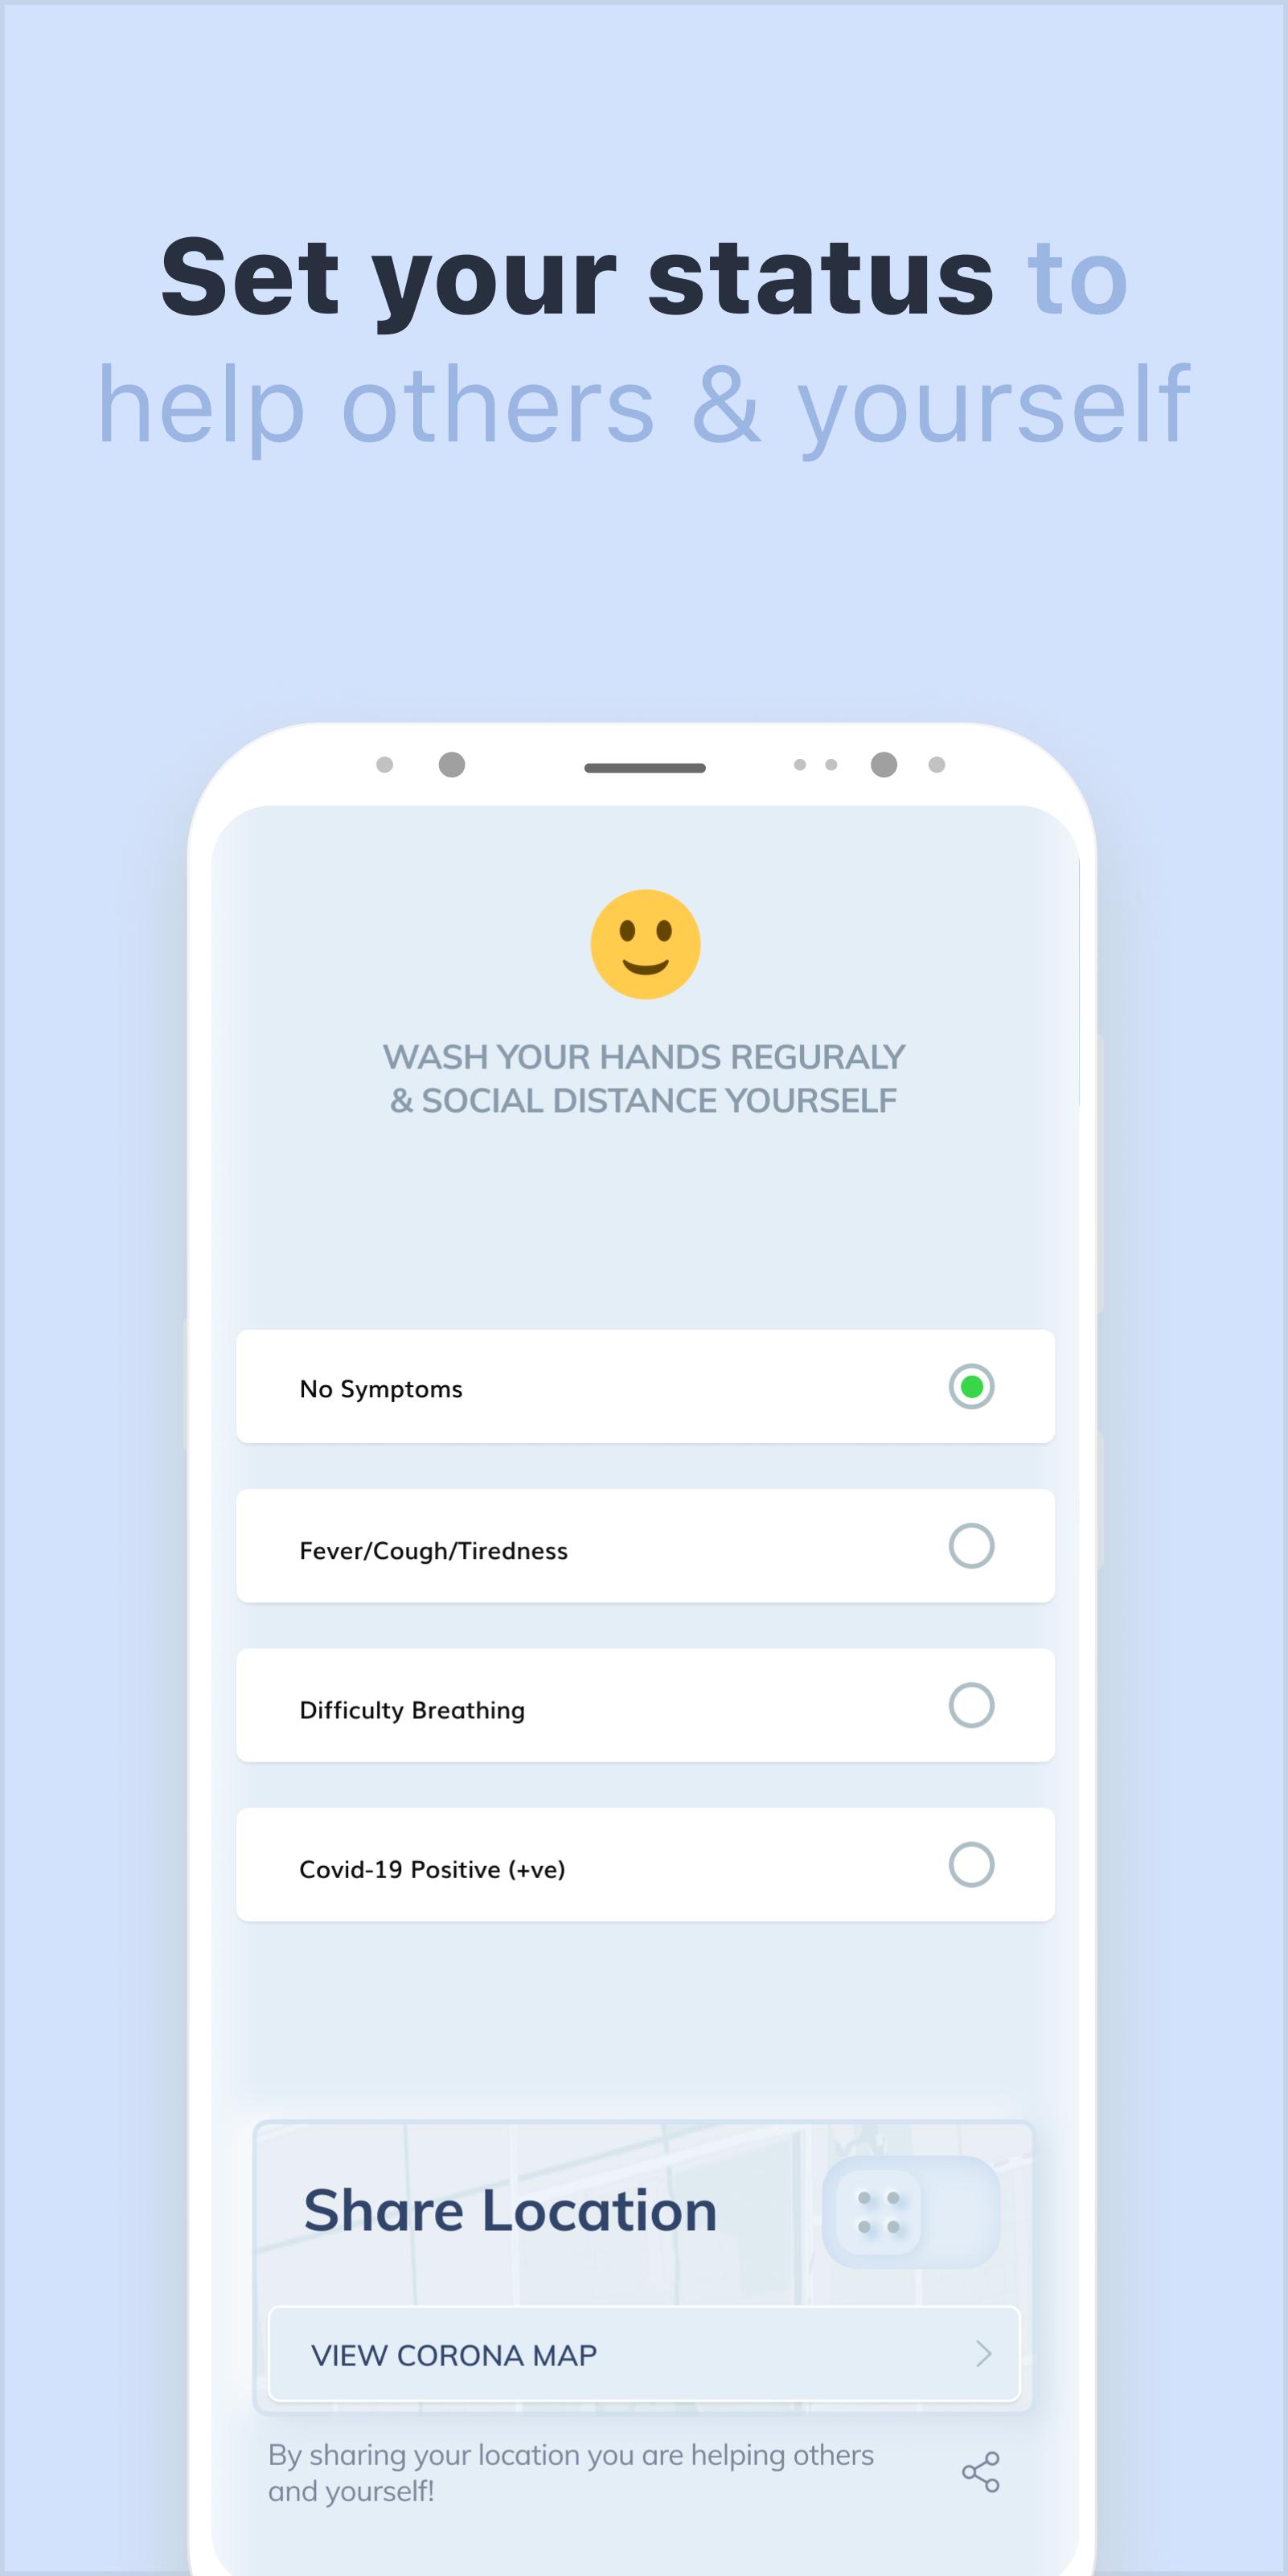 Set your status to
help others & yourself
WASH YOUR HANDS REGURALY
& SOCIAL DISTANCE YOURSELF
No Symptoms
Fever/Cough/Tiredness
Difficulty Breathing
Covid-19 Positive (+ve)
Share Location
VIEW CORONA MAP
By sharing your location you are helping others
and yourself!